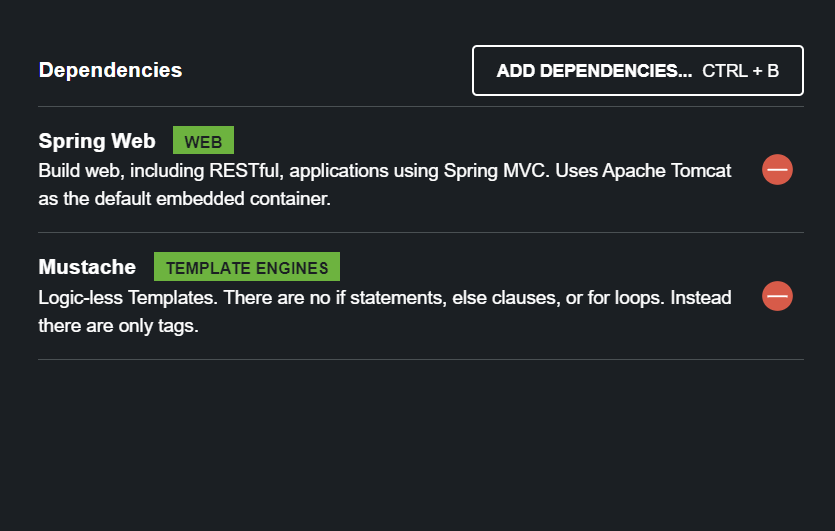 Dependencies
ADD DEPENDENCIES... CTRL + B
Spring Web WEB
Build web, including RESTful, applications using Spring MVC. Uses Apache Tomcat
as the default embedded container.
Mustache TEMPLATE ENGINES
Logic-less Templates. There are no if statements, else clauses, or for loops. Instead
there are only tags.